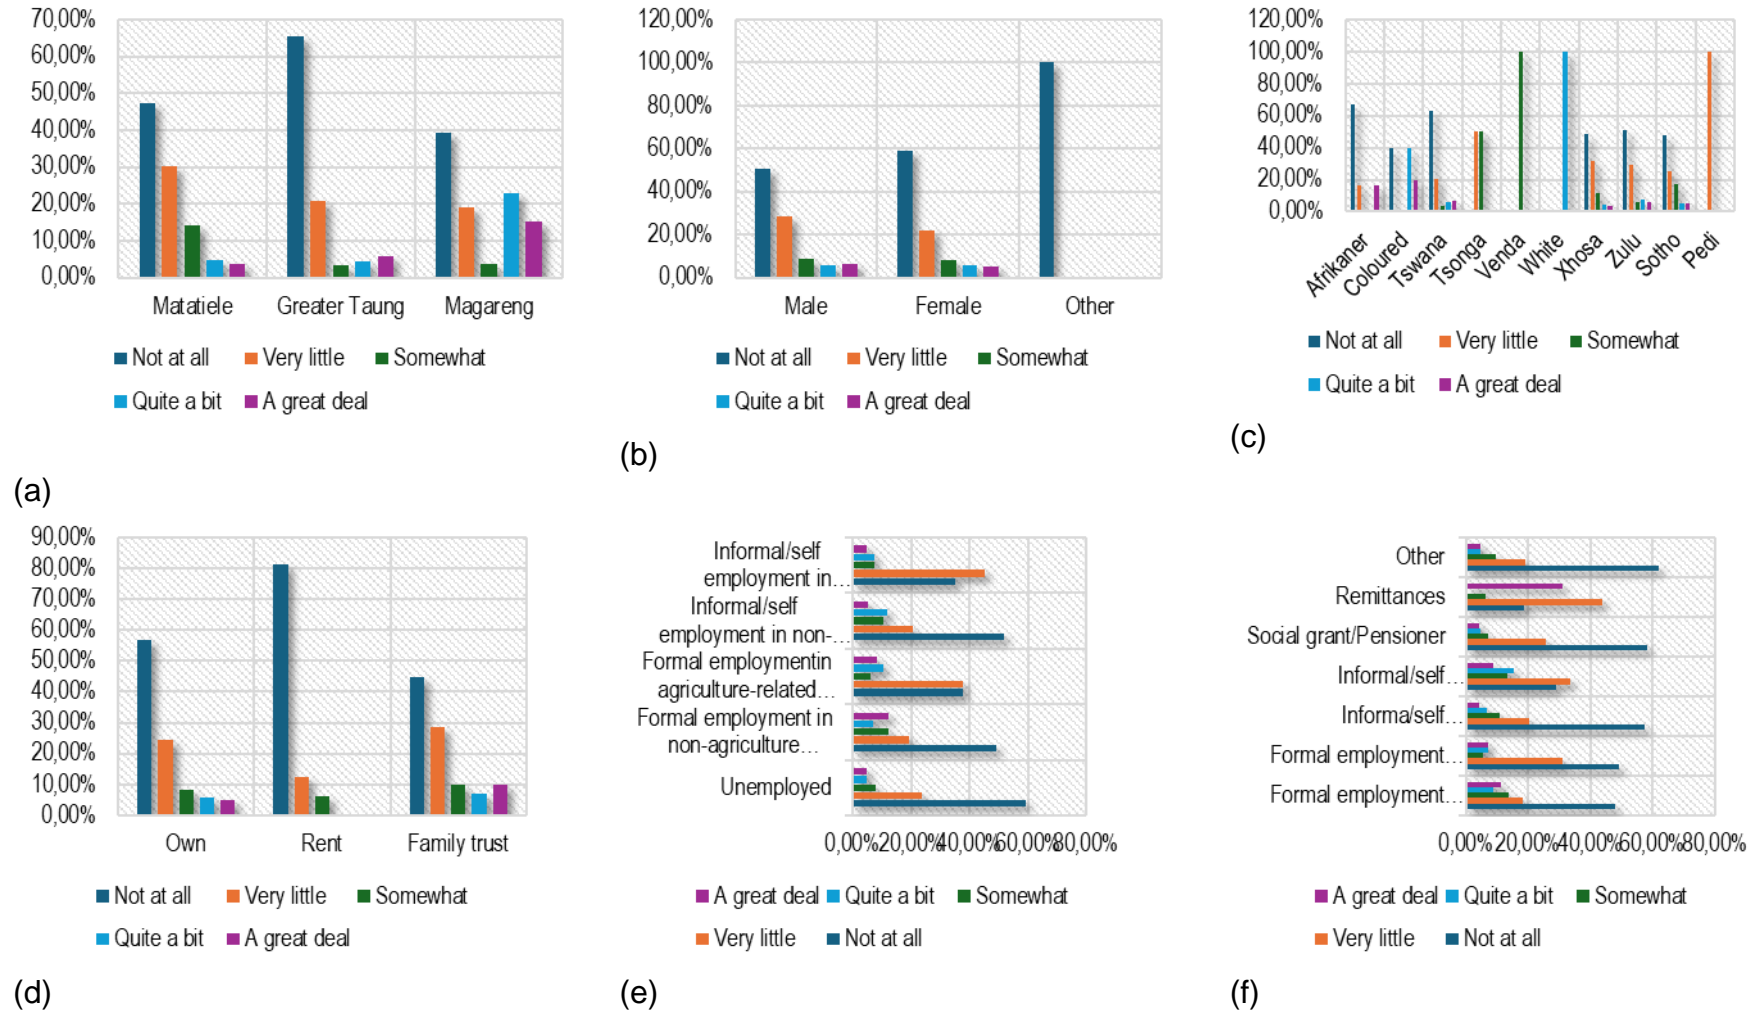 70,00%
60,00%
50,00%
40,00%
30,00%
20,00%
10,00%
0,00%
Matatiele Greater Taung Magareng
Not at all Very little Somewhat
Quite a bit A great deal
(a)
120,00%
100,00%
80,00%
60,00%
40,00%
20,00%
0,00%
Male Female Other
Not at all Very little Somewhat
Quite a bit A great deal
(b)
120,00%
100,00%
80,00%
60,00%
40,00%
20,00%
0,00%
Afrikaner Coloured Tswana Tsonga Venda White Xhosa Zulu Sotho Pedi
Not at all Very little Somewhat
Quite a bit A great deal
(c)
90,00%
80,00%
70,00%
60,00%
50,00%
40,00%
30,00%
20,00%
10,00%
0,00%
Own Rent Family trust
Not at all Very little Somewhat
Quite a bit A great deal
(d)
Informal/self
employment in…
Informal/self
employment in non-…
Formal employmentin
agriculture-related…
Formal employment in
non-agriculture…
Unemployed
0,00% 20,00% 40,00% 60,00% 80,00%
A great deal Quite a bit Somewhat
Very little Not at all
(e)
Other
Remittances
Social grant/Pensioner
Informal/self…
Informa/self…
Formal employment…
Formal employment…
0,00% 20,00% 40,00% 60,00% 80,00%
A great deal Quite a bit Somewhat
Very little Not at all
(f)